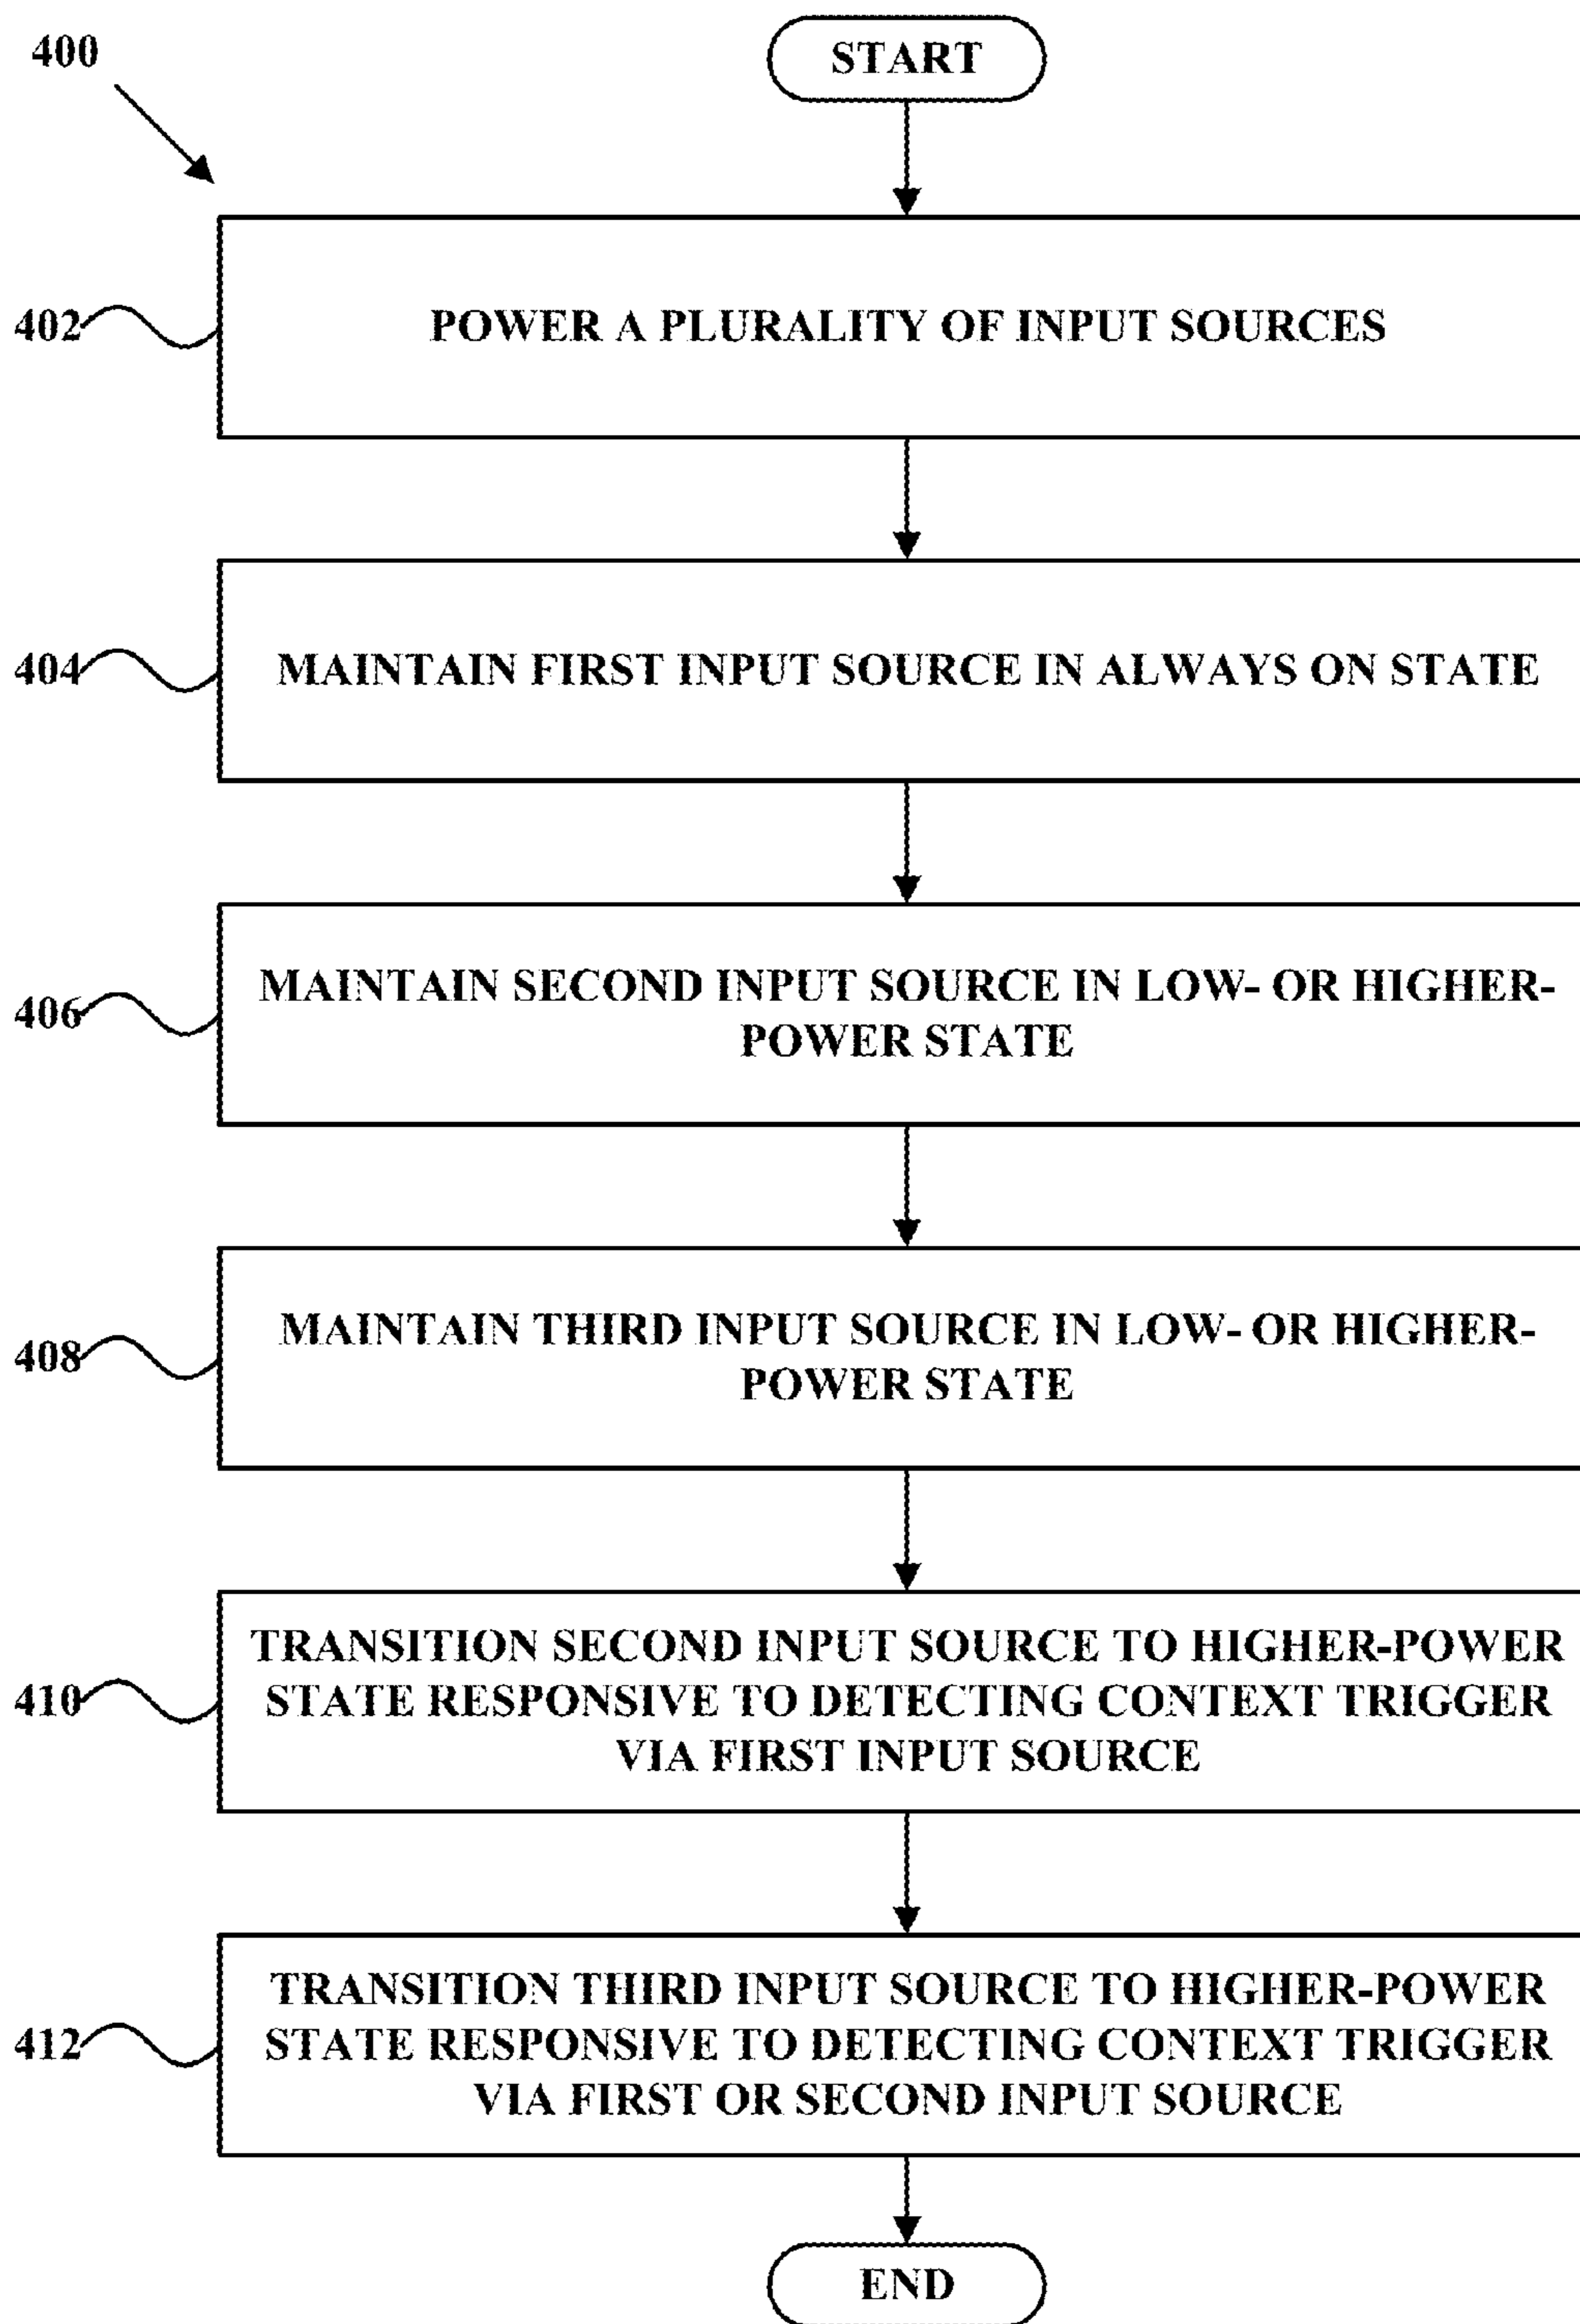 400
START
402
POWER A PLURALITY OF INPUT SOURCES
404
MAINTAIN FIRST INPUT SOURCE IN ALWAYS ON STATE
406
MAINTAIN SECOND INPUT SOURCE IN LOW- OR HIGHER-
POWER STATE
408
MAINTAIN THIRD INPUT SOURCE IN LOW- OR HIGHER-
POWER STATE
410
TRANSITION SECOND INPUT SOURCE TO HIGHER-POWER
STATE RESPONSIVE TO DETECTING CONTEXT TRIGGER
VIA FIRST INPUT SOURCE
412
TRANSITION THIRD INPUT SOURCE TO HIGHER-POWER
STATE RESPONSIVE TO DETECTING CONTEXT TRIGGER
VIA FIRST OR SECOND INPUT SOURCE
END